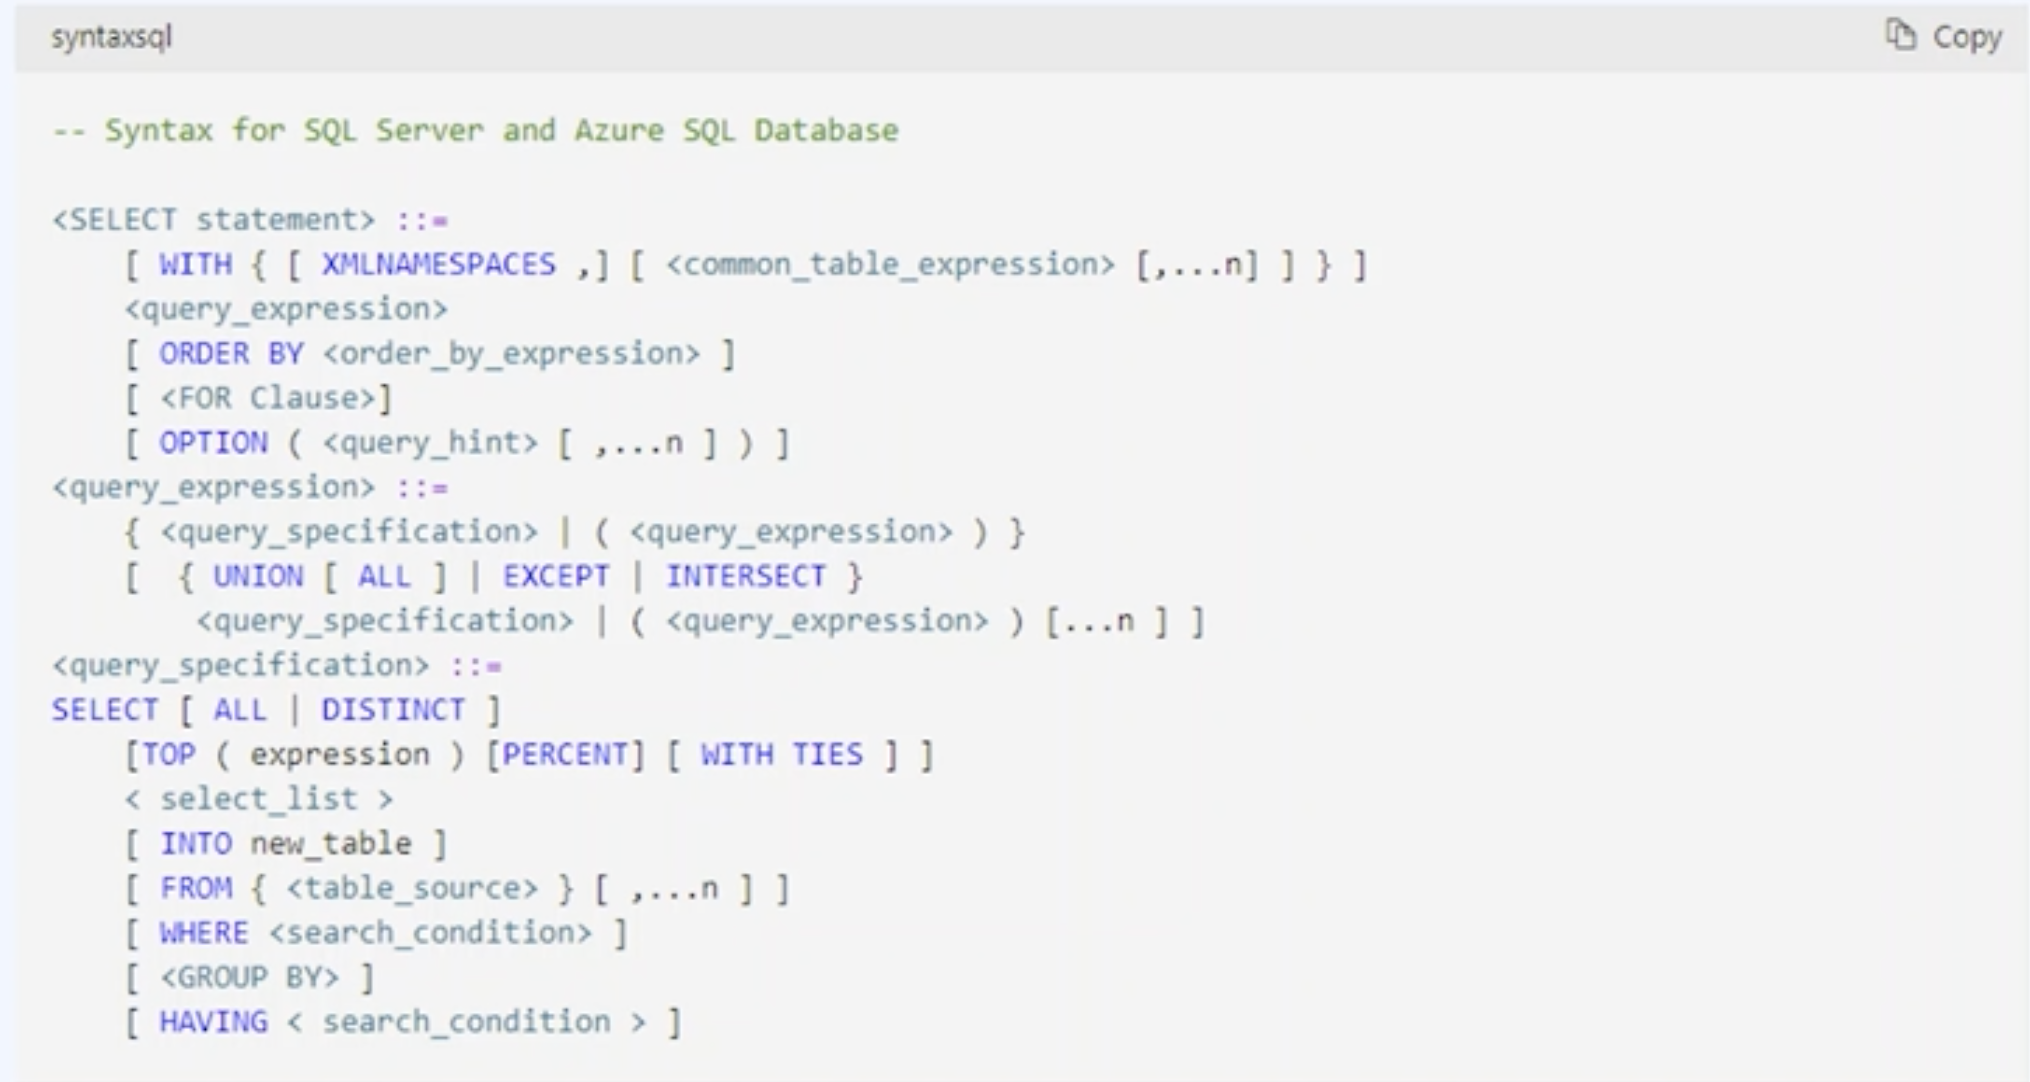 syntaxsql
Copy
-- Syntax for SQL Server and Azure SQL Database
<SELECT statement> ::=
    [ WITH { [ XMLNAMESPACES ,] [ <common_table_expression> [,...n] ] } ]
    <query_expression>
    [ ORDER BY <order_by_expression> ]
    [ <FOR Clause>]
    [ OPTION ( <query_hint> [ ,...n ] ) ]
<query_expression> ::=
    { <query_specification> | ( <query_expression> ) }
    [  { UNION [ ALL ] | EXCEPT | INTERSECT }
        <query_specification> | ( <query_expression> ) [...n ] ]
<query_specification> ::=
SELECT [ ALL | DISTINCT ]
    [TOP ( expression ) [PERCENT] [ WITH TIES ] ]
    < select_list >
    [ INTO new_table ]
    [ FROM { <table_source> } [ ,...n ] ]
    [ WHERE <search_condition> ]
    [ <GROUP BY> ]
    [ HAVING < search_condition > ]